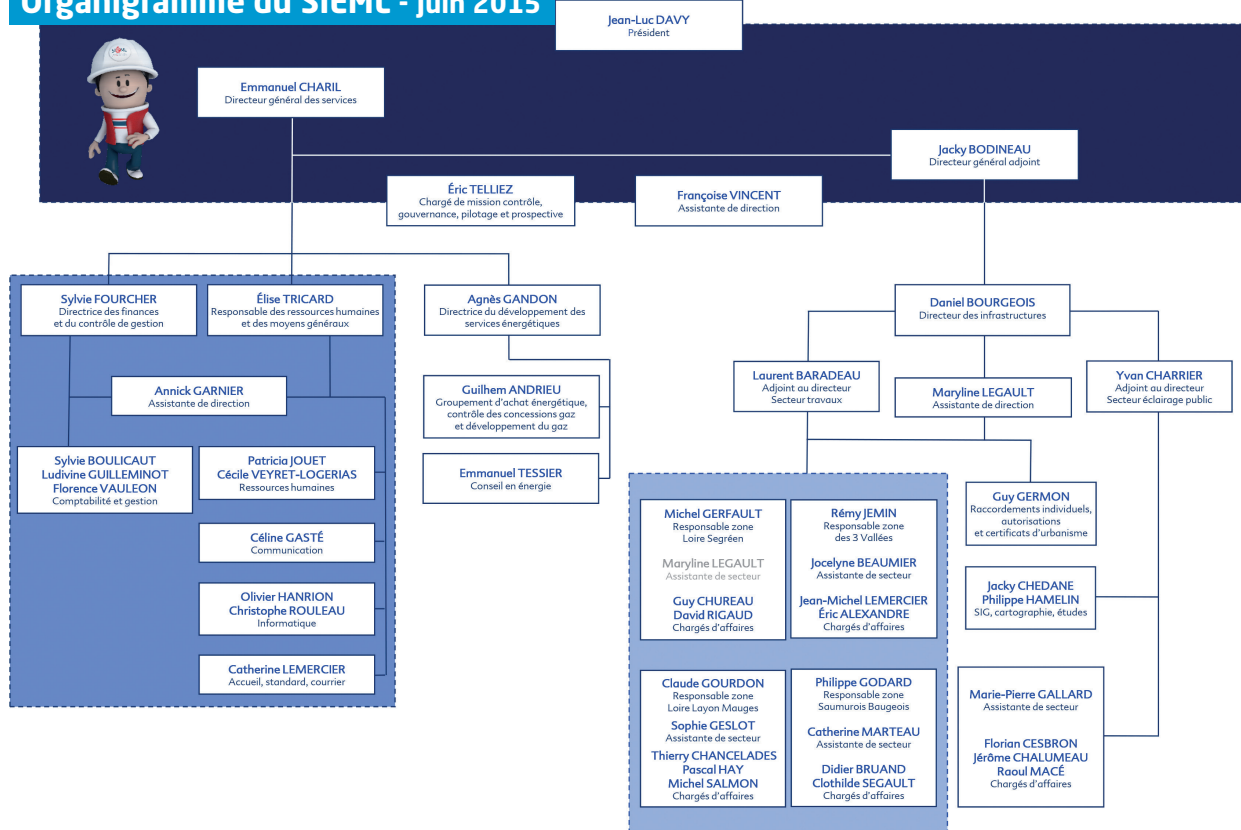 Organigramme du SIéML - juin 2015
Jean-Luc DAVY
Président
Emmanuel CHARIL
Directeur général des services
Jacky BODINEAU
Directeur général adjoint
Éric TELLIEZ
Chargé de mission contrôle,
gouvernance, pilotage et prospective
Françoise VINCENT
Assistante de direction
Sylvie FOURCHER
Directrice des finances
et du contrôle de gestion
Élise TRICARD
Responsable des ressources humaines
et des moyens généraux
Agnès GANDON
Directrice du développement des
services énergétiques
Daniel BOURGEOIS
Directeur des infrastructures
Annick GARNIER
Assistante de direction
Guilhem ANDRIEU
Groupement d'achat énergétique,
contrôle des concessions gaz
et développement du gaz
Laurent BARADEAU
Adjoint au directeur
Secteur travaux
Maryline LEGAULT
Assistante de direction
Yvan CHARRIER
Adjoint au directeur
Secteur éclairage public
Sylvie BOULICAUT
Ludivine GUILLEMINOT
Florence VAULEON
Comptabilité et gestion
Patricia JOUET
Cécile VEYRET-LOGERIAS
Ressources humaines
Emmanuel TESSIER
Conseil en énergie
Céline GASTÉ
Communication
Olivier HANRION
Christophe ROULEAU
Informatique
Catherine LEMERCIER
Accueil, standard, courrier
Michel GERFAULT
Responsable zone
Loire Segréen
Maryline LEGAULT
Assistante de secteur
Guy CHUREAU
David RIGAUD
Chargés d'affaires
Rémy JEMIN
Responsable zone
des 3 Vallées
Jocelyne BEAUMIER
Assistante de secteur
Jean-Michel LEMERCIER
Éric ALEXANDRE
Chargés d'affaires
Guy GERMON
Raccordements individuels,
autorisations
et certificats d'urbanisme
Jacky CHEDANE
Philippe HAMELIN
SIG, cartographie, études
Claude GOURDON
Responsable zone
Loire Layon Mauges
Sophie GESLOT
Assistante de secteur
Thierry CHANCELADES
Pascal HAY
Michel SALMON
Chargés d'affaires
Philippe GODARD
Responsable zone
Saumurois Baugeois
Catherine MARTEAU
Assistante de secteur
Didier BRUAND
Clothilde SEGAULT
Chargés d'affaires
Marie-Pierre GALLARD
Assistante de secteur
Florian CESBRON
Jérôme CHALUMEAU
Raoul MACÉ
Chargés d'affaires